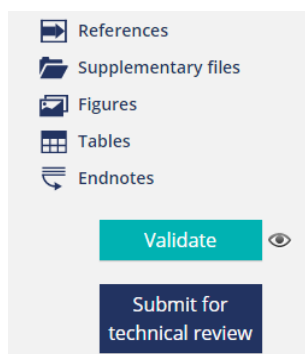 References
Supplementary files
Figures
Tables
Endnotes
Validate
Submit for
technical review